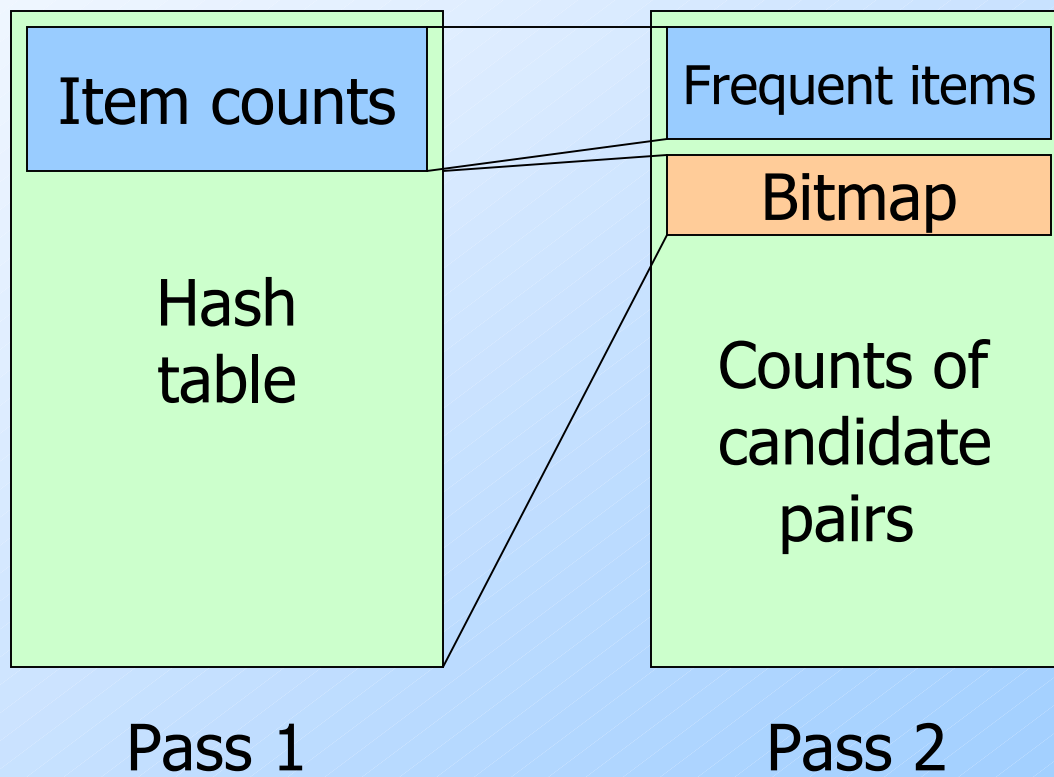 Item counts
Hash
table
Pass 1
Frequent items
Bitmap
Counts of
candidate
pairs
Pass 2